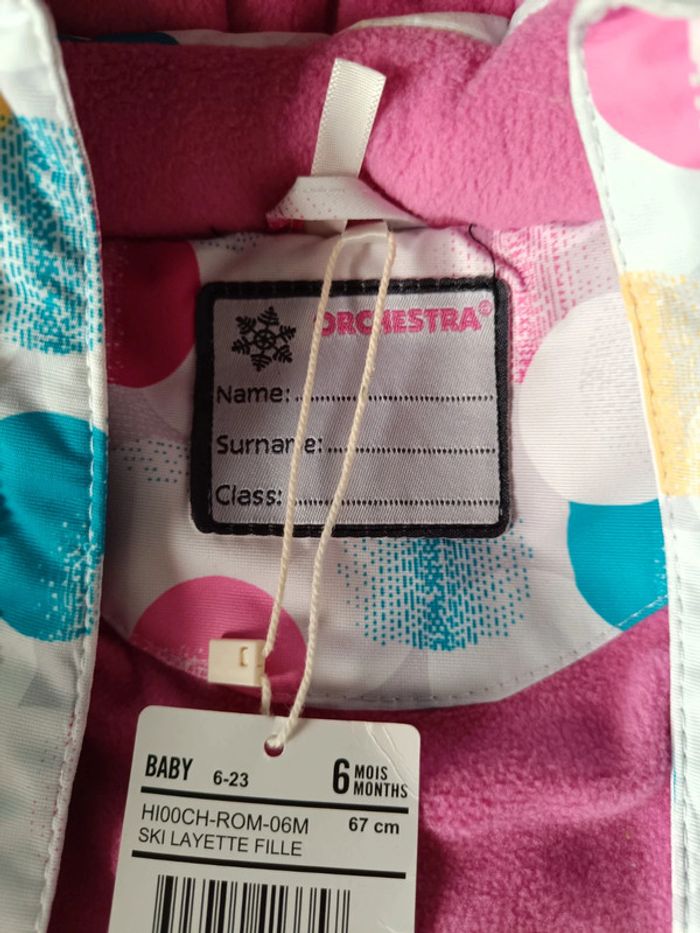 ORCHESTRA®
Name:
Surname:
Class:
BABY 6-23 6 MOIS MONTHS
HI00CH-ROM-06M 67 cm
SKI LAYETTE FILLE